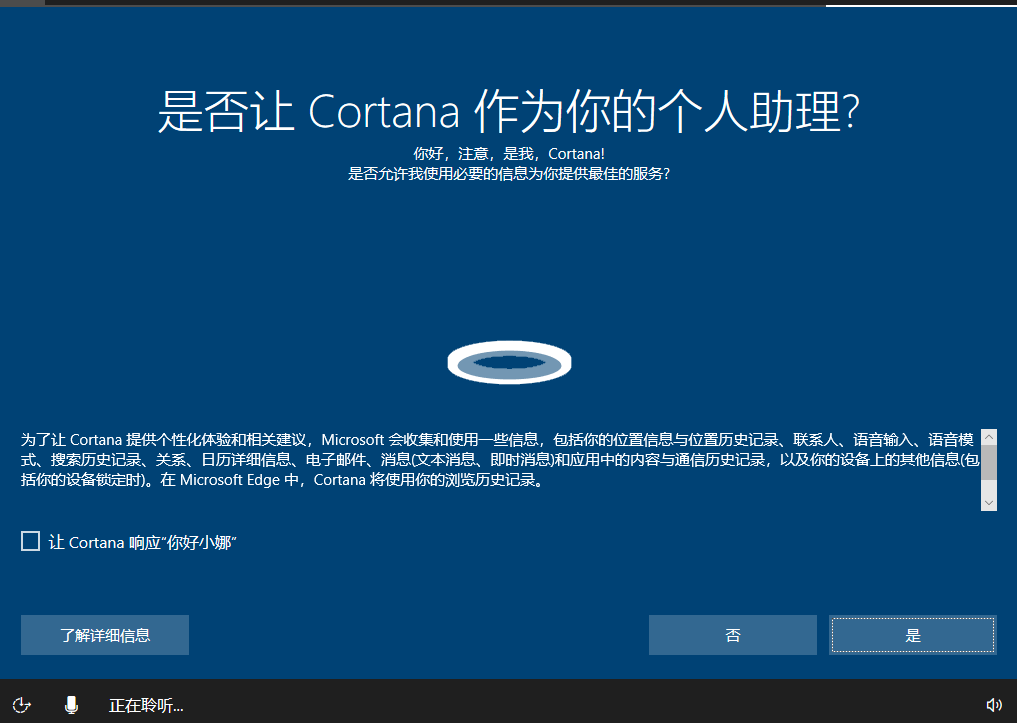 是否让 Cortana 作为你的个人助理?
你好，注意，是我，Cortana!
是否允许我使用必要的信息为你提供最佳的服务?
为了让 Cortana 提供个性化体验和相关建议，Microsoft 会收集和使用一些信息，包括你的位置信息与位置历史记录、联系人、语音输入、语音模
式、搜索历史记录、关系、日历详细信息、电子邮件、消息(文本消息、即时消息)和应用中的内容与通信历史记录，以及你的设备上的其他信息(包
括你的设备锁定时)。在 Microsoft Edge 中，Cortana 将使用你的浏览历史记录。
让 Cortana 响应“你好小娜”
了解详细信息
否
是
正在聆听...